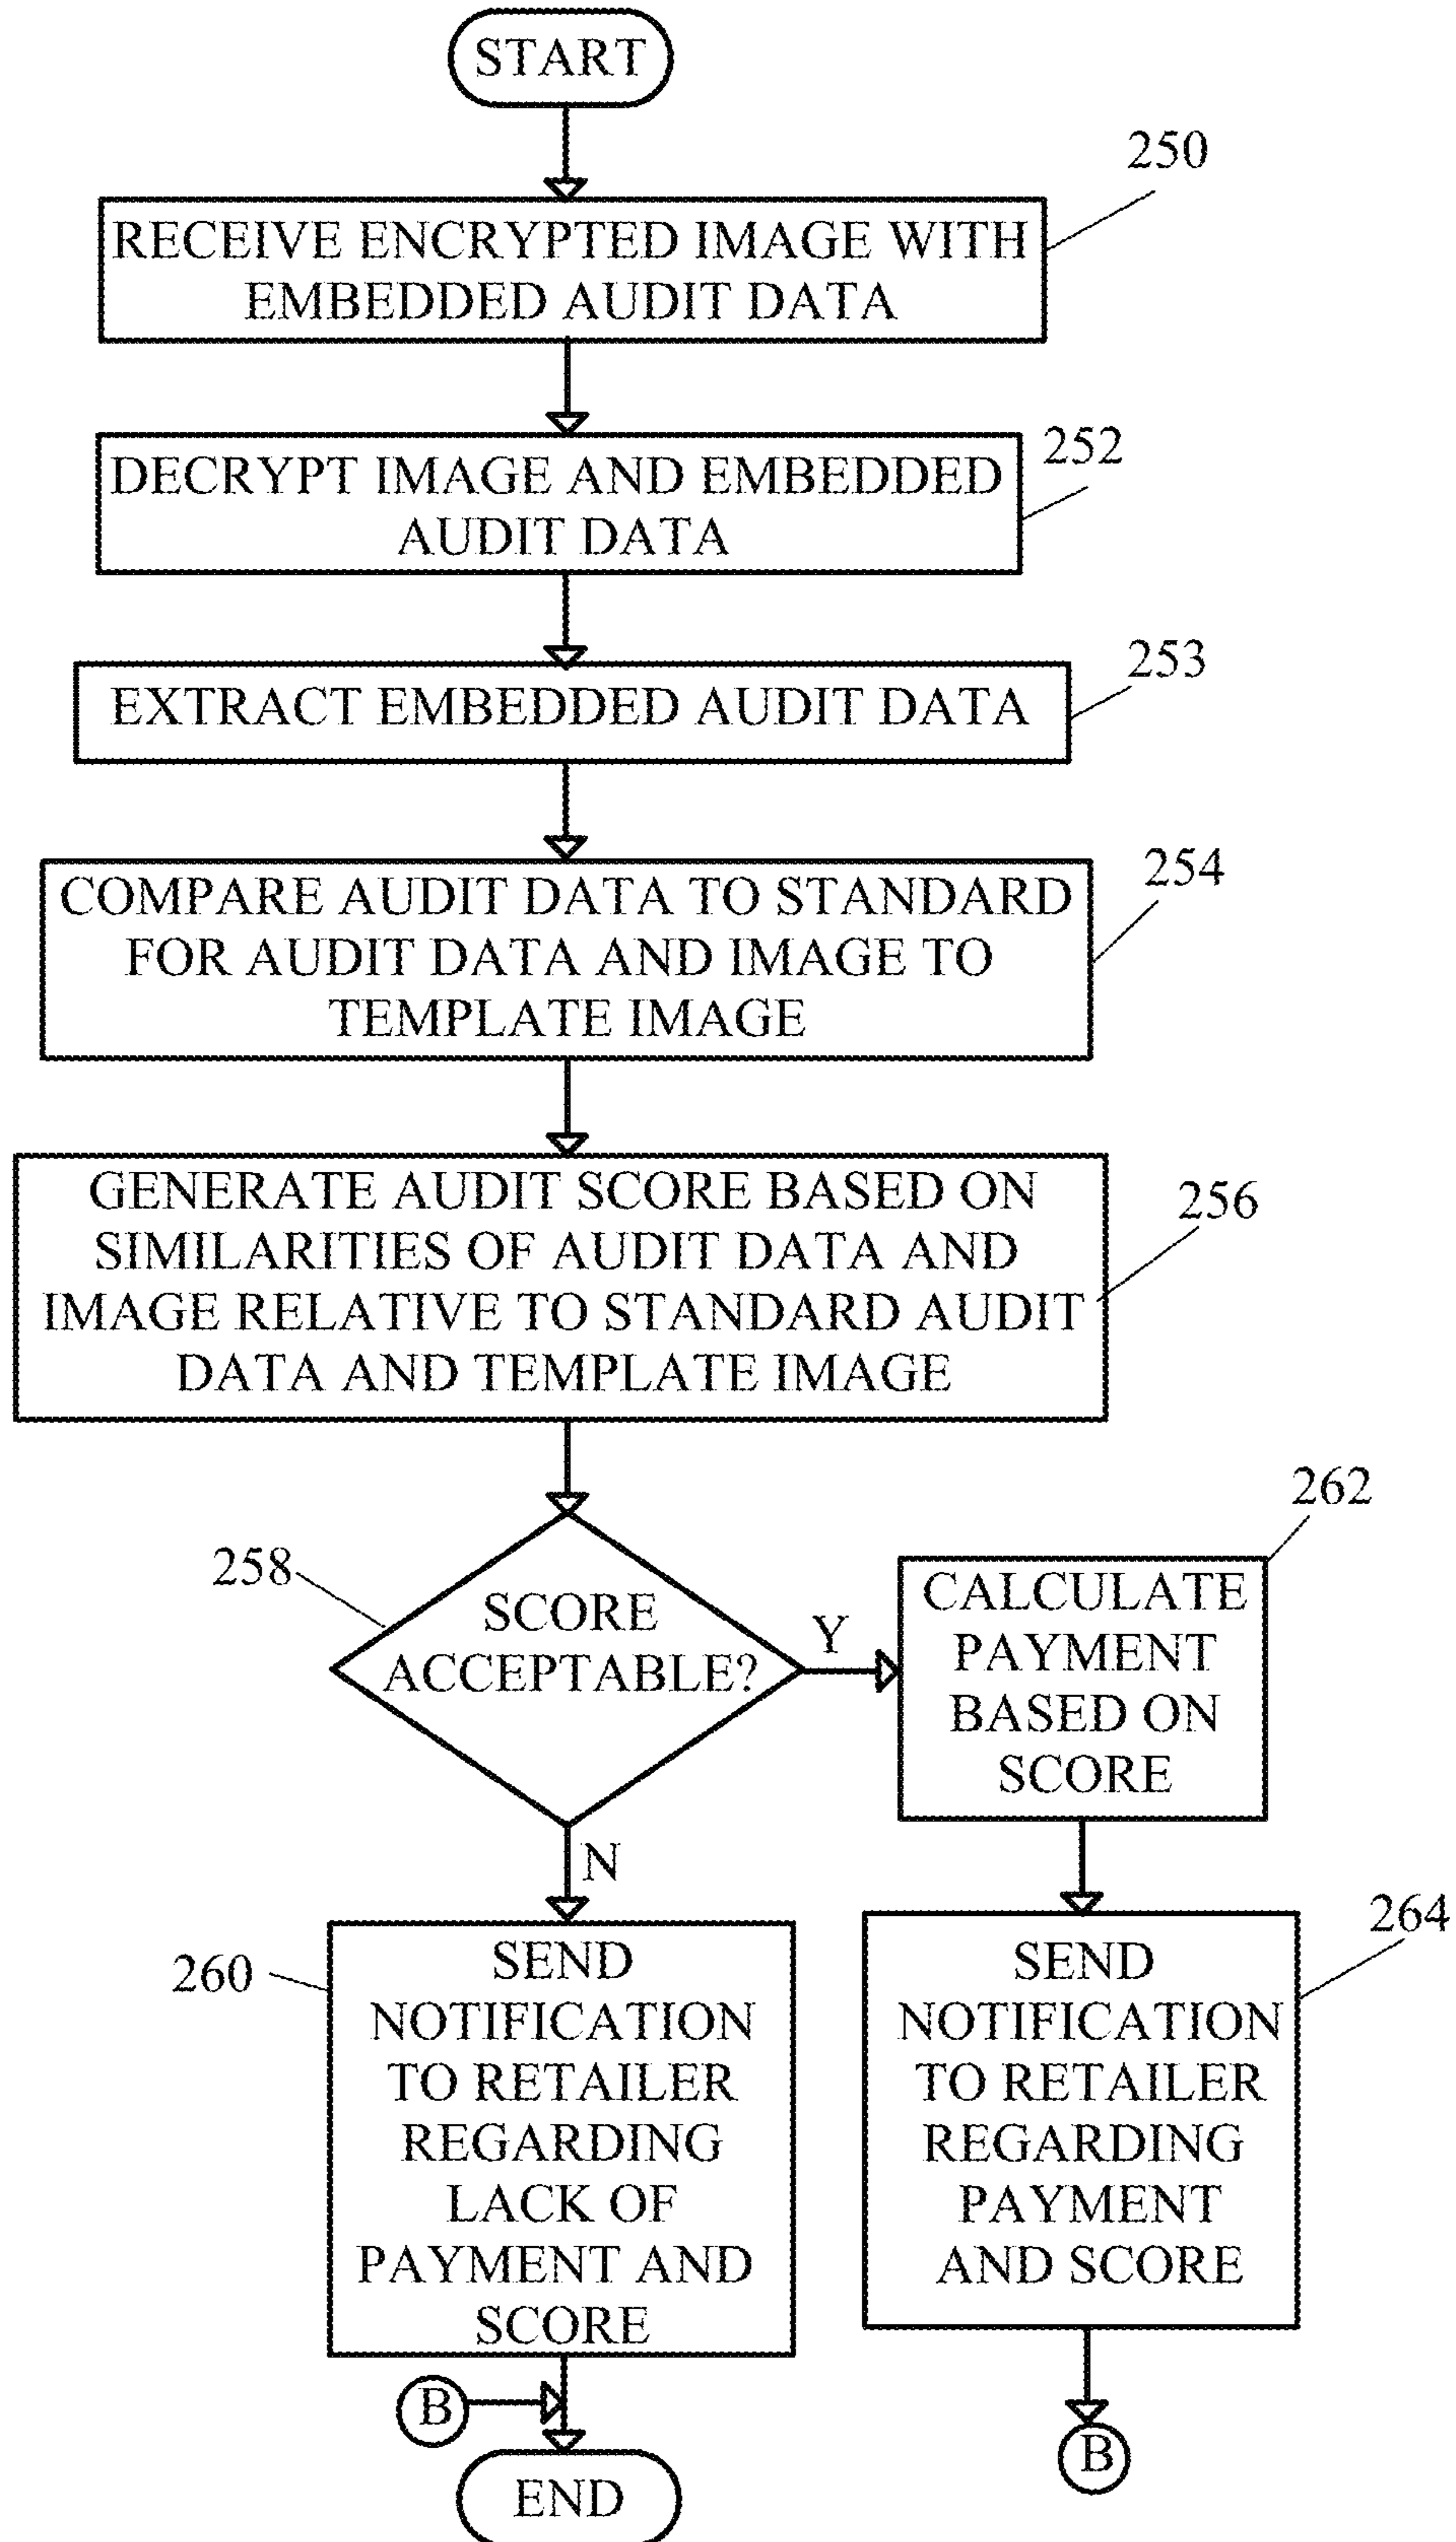 START
250
RECEIVE ENCRYPTED IMAGE WITH
EMBEDDED AUDIT DATA
252
DECRYPT IMAGE AND EMBEDDED
AUDIT DATA
253
EXTRACT EMBEDDED AUDIT DATA
254
COMPARE AUDIT DATA TO STANDARD
FOR AUDIT DATA AND IMAGE TO
TEMPLATE IMAGE
256
GENERATE AUDIT SCORE BASED ON
SIMILARITIES OF AUDIT DATA AND
IMAGE RELATIVE TO STANDARD AUDIT
DATA AND TEMPLATE IMAGE
258
SCORE
ACCEPTABLE?
Y
N
262
CALCULATE
PAYMENT
BASED ON
SCORE
260
SEND
NOTIFICATION
TO RETAILER
REGARDING
LACK OF
PAYMENT AND
SCORE
264
SEND
NOTIFICATION
TO RETAILER
REGARDING
PAYMENT
AND SCORE
B
B
END